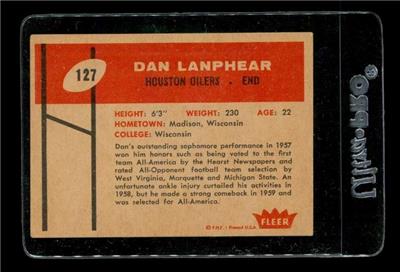 127
DAN LANPHEAR
HOUSTON OILERS - END
HEIGHT: 6'3" WEIGHT: 230 AGE: 22
HOMETOWN: Madison, Wisconsin
COLLEGE: Wisconsin
Dan's outstanding sophomore performance in 1957
won him honors such as being voted to the first
team All-America by the Hearst Newspapers and
rated All-Opponent football team selection by
West Virginia, Marquette and Michigan State. An
unfortunate ankle injury curtailed his activities in
1958, but he made a strong comeback in 1959 and
was selected for All-America.
FLEER
© F.H.F. Printed U.S.A.
Ultra•PRO®